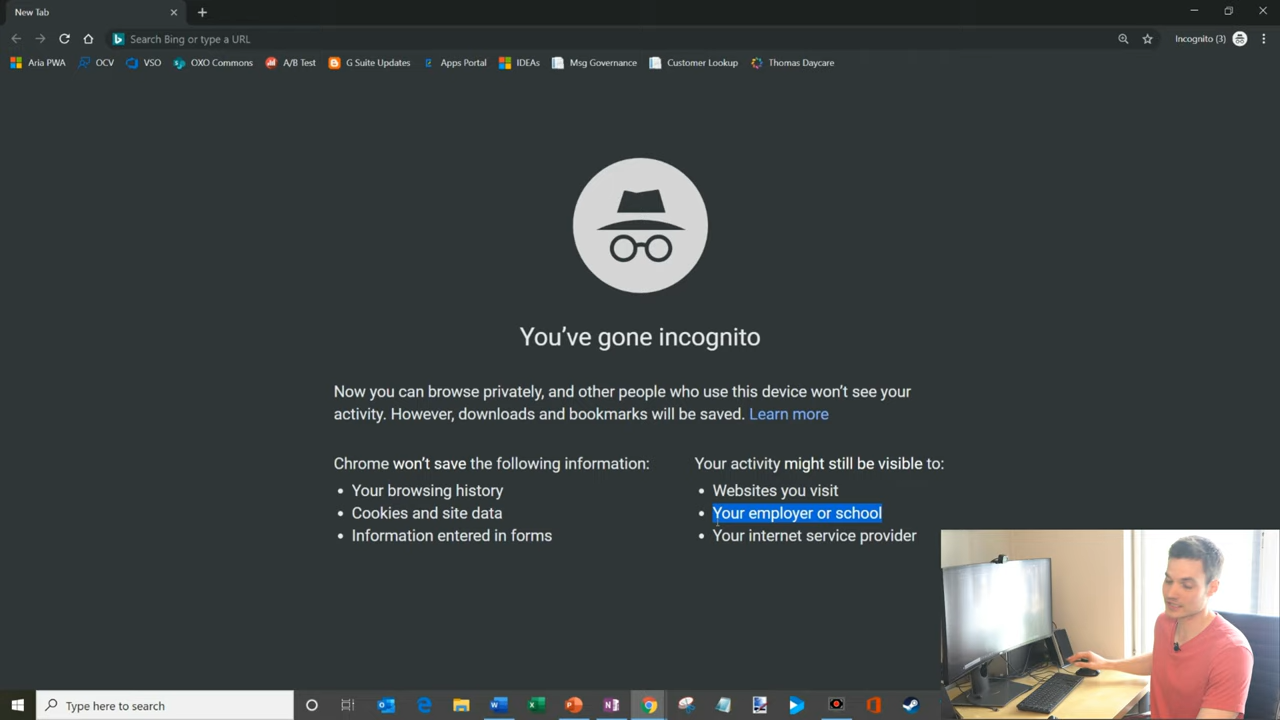 New Tab
Search Bing or type a URL
Incognito (3)
Aria PWA
OCV
VSO
OXO Commons
A/B Test
G Suite Updates
Apps Portal
IDEAs
Msg Governance
Customer Lookup
Thomas Daycare
You've gone incognito
Now you can browse privately, and other people who use this device won't see your
activity. However, downloads and bookmarks will be saved. Learn more
Chrome won't save the following information:
• Your browsing history
• Cookies and site data
• Information entered in forms
Your activity might still be visible to:
• Websites you visit
• Your employer or school
• Your internet service provider
Type here to search